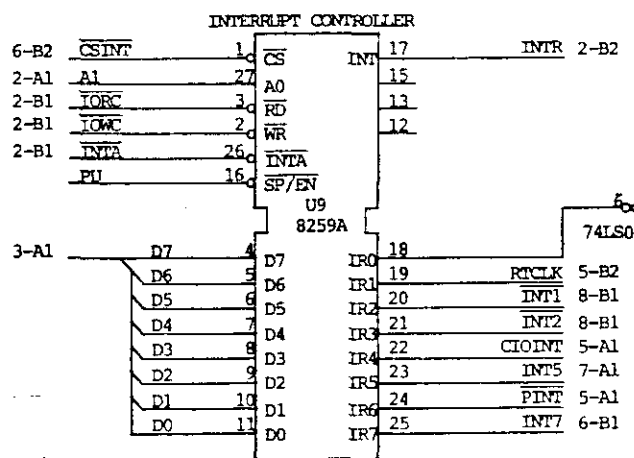 INTERRUPT CONTROLLER
6-B2 CSINT 1 CS INT 17 INTR 2-B2
2-A1 A1 27 A0 15
2-B1 IORC 3 RD 13
2-B1 IOWC 2 WR 12
2-B1 INTA 26 INTA
PU 16 SP/EN
U9
8259A
6
74LS0
3-A1 D7 4 D7 IR0 18
D6 5 D6 IR1 19 RTCLK 5-B2
D5 6 D5 IR2 20 INT1 8-B1
D4 7 D4 IR3 21 INT2 8-B1
D3 8 D3 IR4 22 CIOINT 5-A1
D2 9 D2 IR5 23 INT5 7-A1
D1 10 D1 IR6 24 PINT 5-A1
D0 11 D0 IR7 25 INT7 6-B1